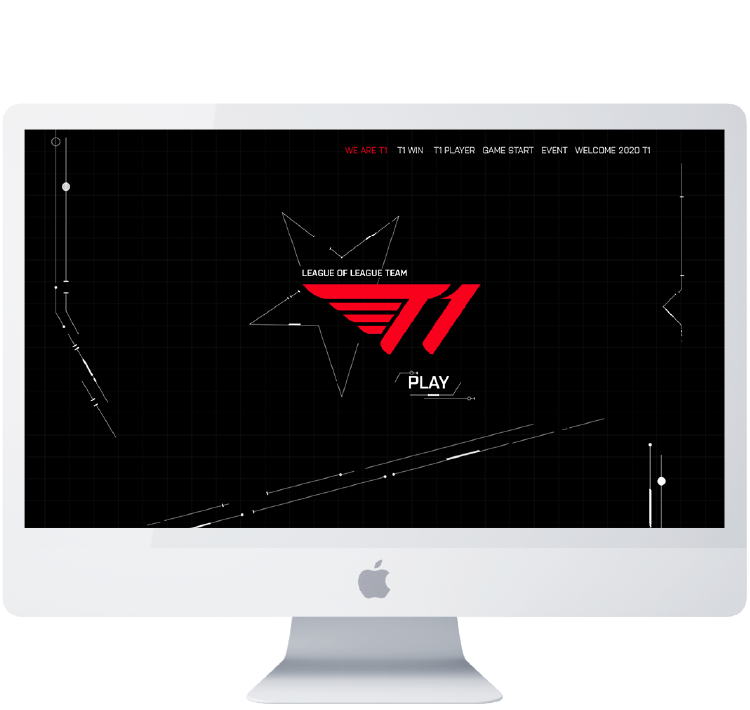 WE ARE T1 T1 WIN T1 PLAYER GAME START EVENT WELCOME 2020 T1
LEAGUE OF LEAGUE TEAM
T1
PLAY